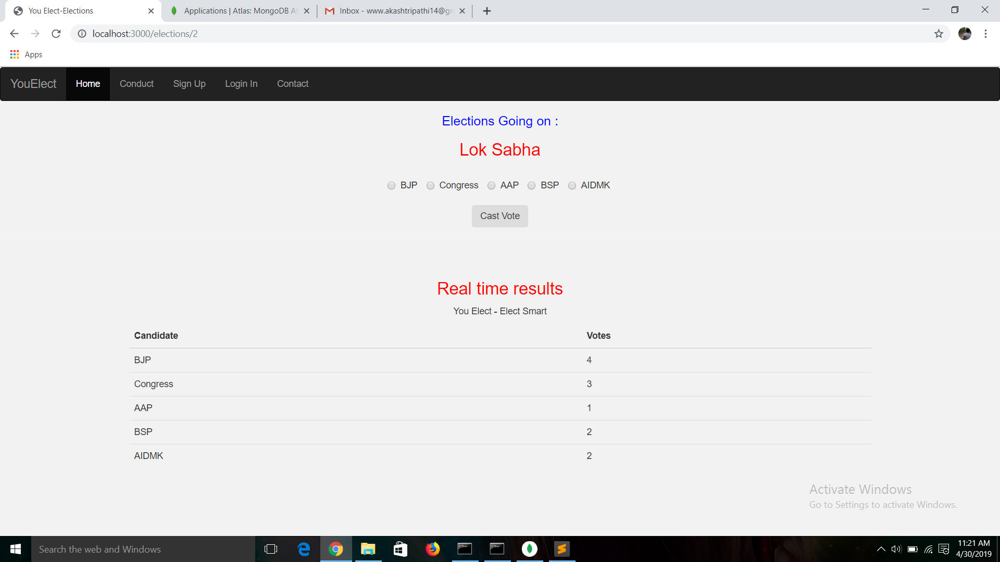 You Elect-Elections
Applications | Atlas: MongoDB At
Inbox - www.akashtripathi14@gm
localhost:3000/elections/2
Apps
YouElect Home Conduct Sign Up Login In Contact
Elections Going on :
Lok Sabha
BJP Congress AAP BSP AIDMK
Cast Vote
Real time results
You Elect - Elect Smart
Candidate Votes
BJP 4
Congress 3
AAP 1
BSP 2
AIDMK 2
Activate Windows
Go to Settings to activate Windows.
Search the web and Windows
11:21 AM
4/30/2019